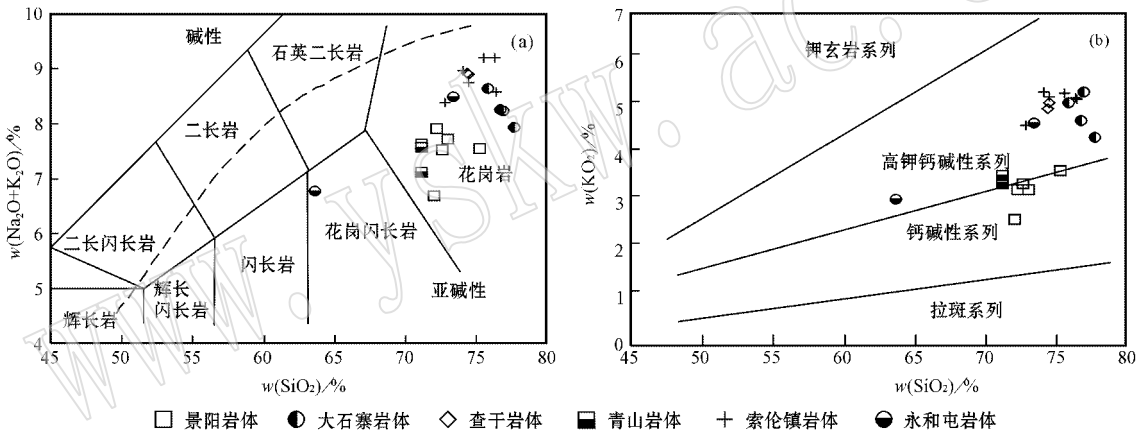 10
9
8
7
6
5
4
w(Na₂O+K₂O)/%
碱性
石英二长岩
(a)
二长岩
花岗岩
二长闪长岩
花岗闪长岩
闪长岩
亚碱性
辉长岩
辉长
闪长岩
45 50 55 60 65 70 75 80
w(SiO₂)/%
7
6
5
4
3
2
1
0
w(KO₂)/%
钾玄岩系列
(b)
高钾钙碱性系列
钙碱性系列
拉斑系列
45 50 55 60 65 70 75 80
w(SiO₂)/%
景阳岩体 大石寨岩体 查干岩体 青山岩体 索伦镇岩体 永和屯岩体
www.yskw.ac.